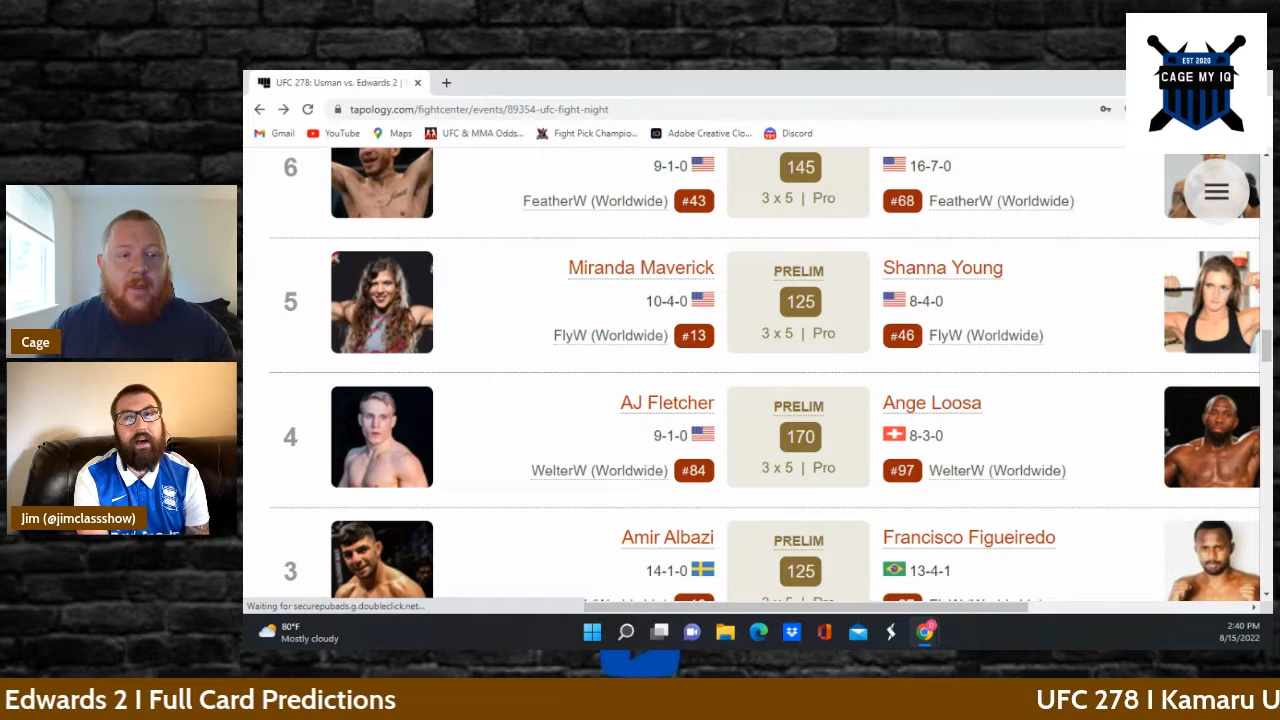 EST 2020
CAGE MY IQ
UFC 278: Usman vs. Edwards 2 |
tapology.com/fightcenter/events/89354-ufc-fight-night
Gmail
YouTube
Maps
UFC & MMA Odds...
Fight Pick Champio...
Adobe Creative Clo...
Discord
6
9-1-0
145
16-7-0
FeatherW (Worldwide)
#43
3 x 5 | Pro
#68
FeatherW (Worldwide)
5
Miranda Maverick
PRELIM
Shanna Young
10-4-0
125
8-4-0
FlyW (Worldwide)
#13
3 x 5 | Pro
#46
FlyW (Worldwide)
4
AJ Fletcher
PRELIM
Ange Loosa
9-1-0
170
8-3-0
WelterW (Worldwide)
#84
3 x 5 | Pro
#97
WelterW (Worldwide)
3
Amir Albazi
PRELIM
Francisco Figueiredo
14-1-0
125
13-4-1
Waiting for securepubads.g.doubleclick.net...
80°F
Mostly cloudy
2:40 PM
8/15/2022
Cage
Jim (@jimclassshow)
Edwards 2 I Full Card Predictions
UFC 278 I Kamaru U